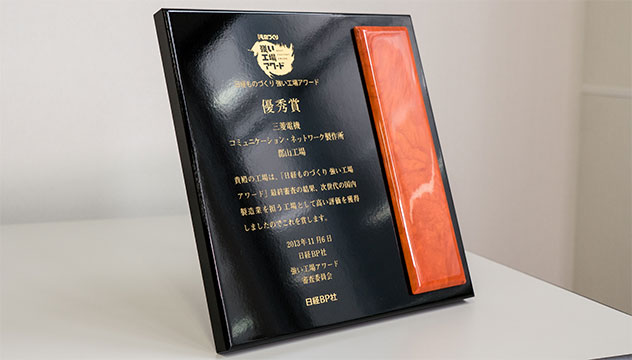 ものづくり
強い
工場
アワード
日経ものづくり 強い工場アワード
優秀賞
三菱電機
コミュニケーション・ネットワーク製作所
郡山工場
貴殿の工場は、「日経ものづくり 強い工場
アワード」最終審査の結果、次世代の国内
製造業を担う工場として高い評価を獲得
しましたのでこれを賞します。
2013年11月6日
日経BP社
強い工場アワード
審査委員会
日経BP社